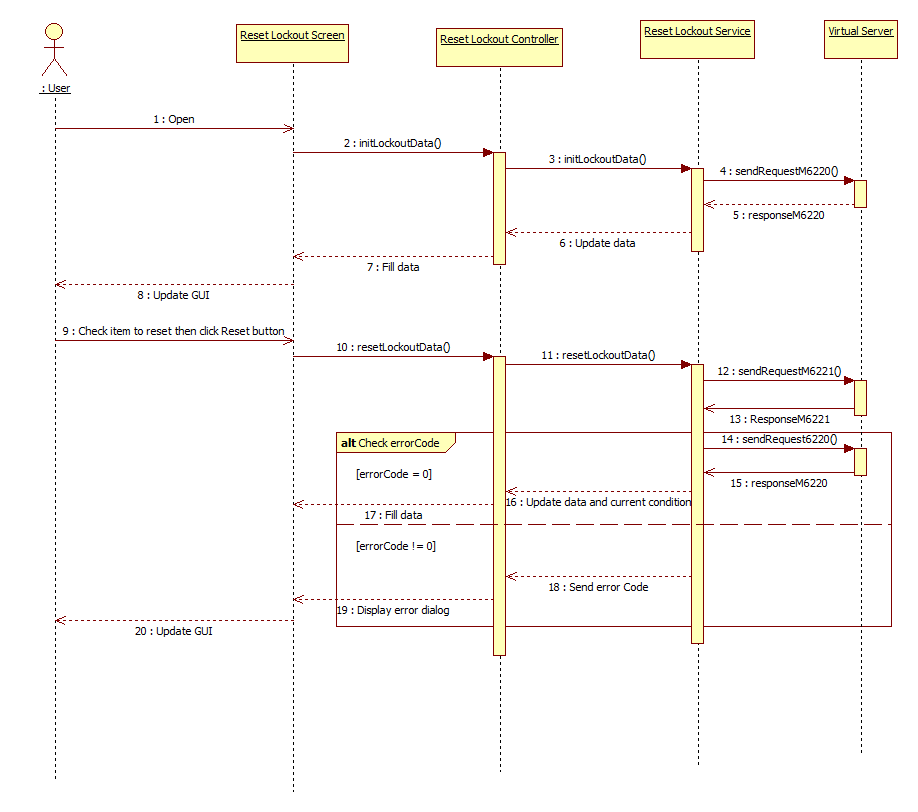 Reset Lockout Screen
Reset Lockout Controller
Reset Lockout Service
Virtual Server
: User
1 : Open
2 : initLockoutData()
3 : initLockoutData()
4 : sendRequestM6220()
5 : responseM6220
6 : Update data
7 : Fill data
8 : Update GUI
9 : Check item to reset then click Reset button
10 : resetLockoutData()
11 : resetLockoutData()
12 : sendRequestM6221()
13 : ResponseM6221
alt Check errorCode
14 : sendRequest6220()
[errorCode = 0]
15 : responseM6220
16 : Update data and current condition
17 : Fill data
[errorCode != 0]
18 : Send error Code
19 : Display error dialog
20 : Update GUI